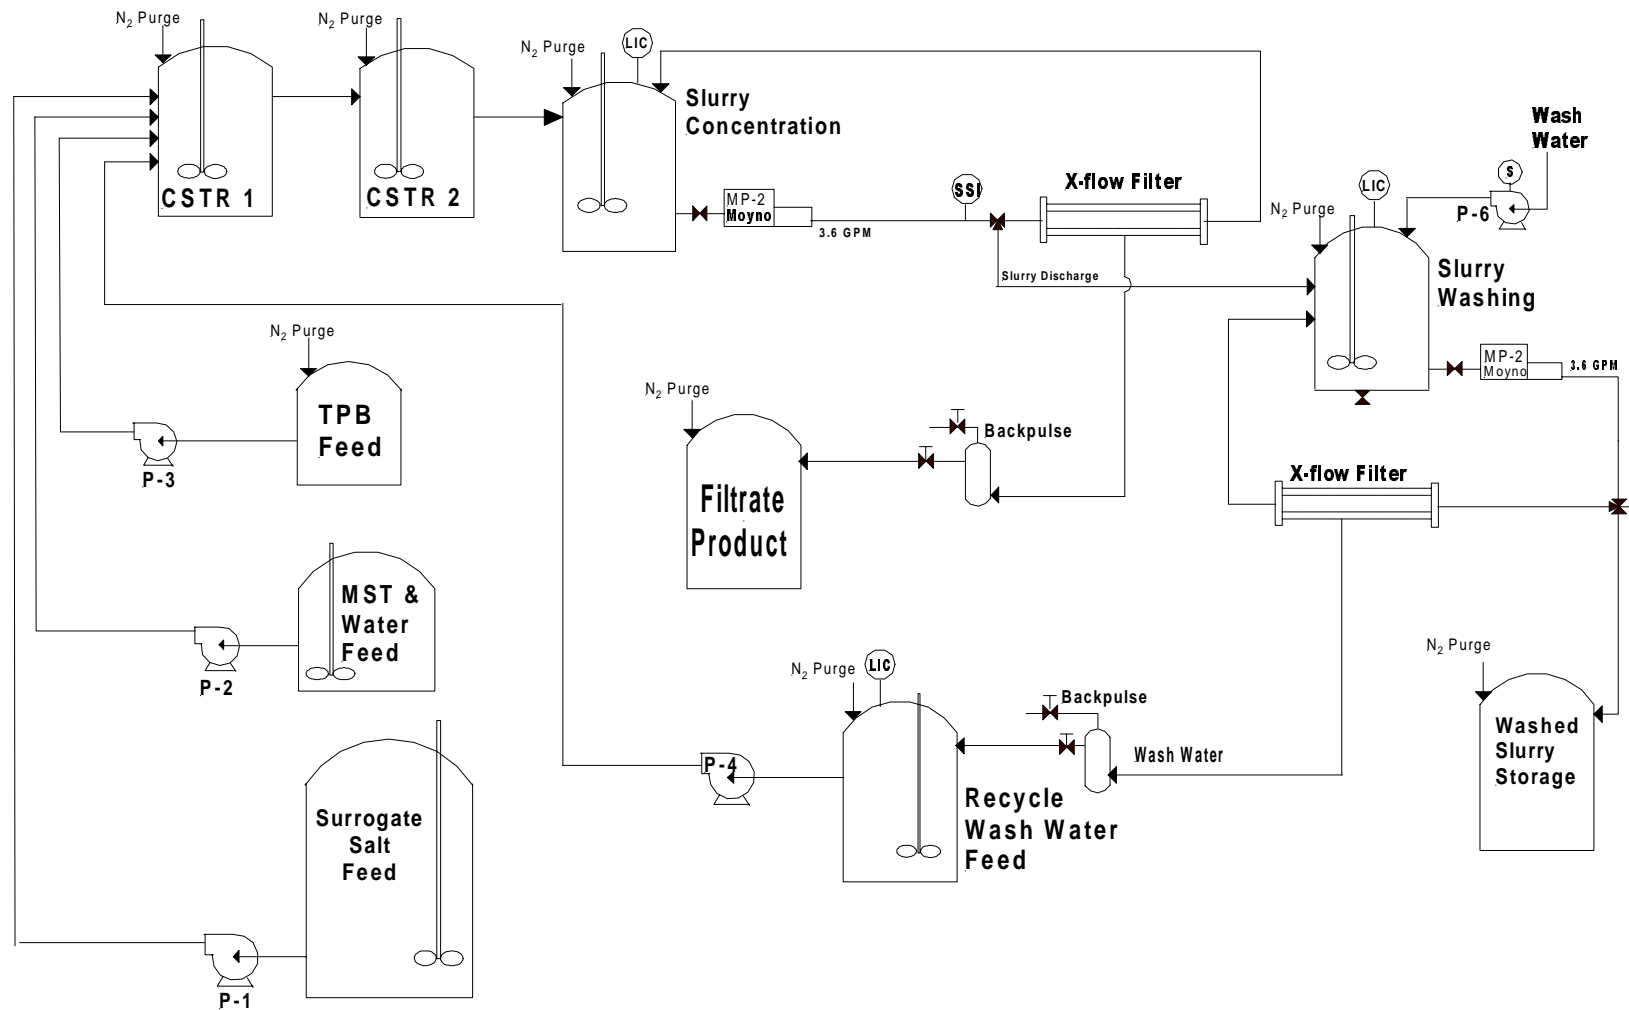 N2 Purge
N2 Purge
N2 Purge
LIC
Slurry
Concentration
Wash
Water
CSTR 1
CSTR 2
MP-2
Moyno
3.6 GPM
SSI
X-flow Filter
N2 Purge
LIC
S
P-6
Slurry Discharge
Slurry
Washing
N2 Purge
TPB
Feed
P-3
N2 Purge
Backpulse
Filtrate
Product
MP-2
Moyno
3.6 GPM
X-flow Filter
MST &
Water
Feed
P-2
N2 Purge
LIC
Backpulse
Wash Water
P-4
Recycle
Wash Water
Feed
N2 Purge
Washed
Slurry
Storage
Surrogate
Salt
Feed
P-1